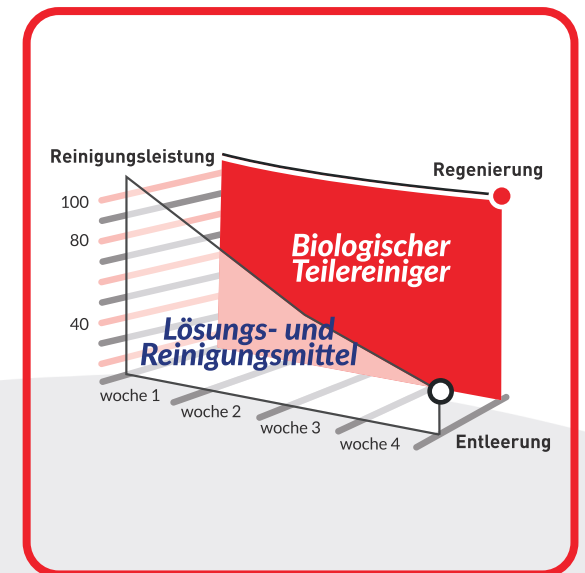 Reinigungsleistung
Regenierung
100
80
40
Biologischer
Teilereiniger
Lösungs- und
Reinigungsmittel
woche 1
woche 2
woche 3
woche 4
Entleerung